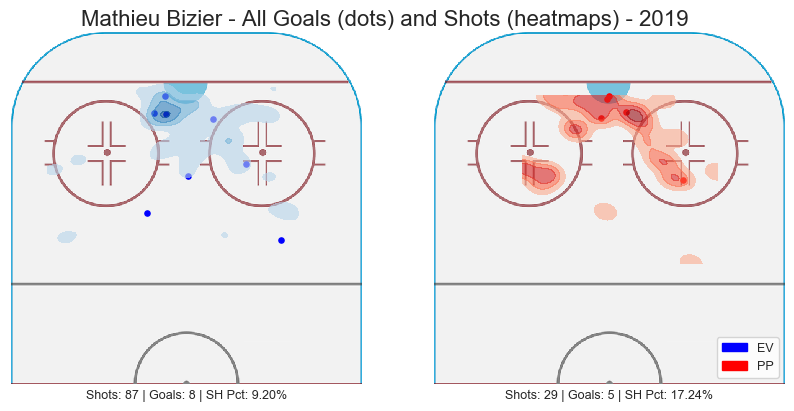 Mathieu Bizier - All Goals (dots) and Shots (heatmaps) - 2019
EV
PP
Shots: 87 | Goals: 8 | SH Pct: 9.20%
Shots: 29 | Goals: 5 | SH Pct: 17.24%